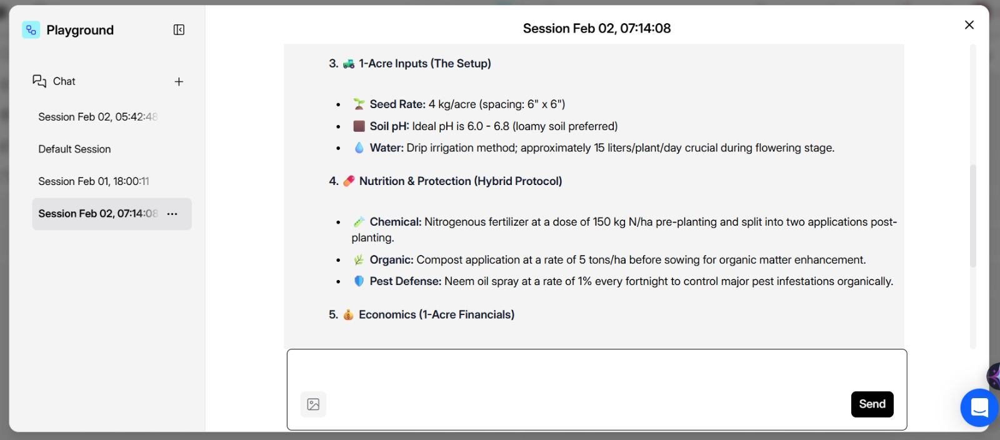 Playground
Chat
Session Feb 02, 05:42:48
Default Session
Session Feb 01, 18:00:11
Session Feb 02, 07:14:08
Session Feb 02, 07:14:08
3. 🚜 1-Acre Inputs (The Setup)
• 🌱 Seed Rate: 4 kg/acre (spacing: 6" x 6")
• 🟫 Soil pH: Ideal pH is 6.0 - 6.8 (loamy soil preferred)
• 💧 Water: Drip irrigation method; approximately 15 liters/plant/day crucial during flowering stage.
4. 💊 Nutrition & Protection (Hybrid Protocol)
• 🧪 Chemical: Nitrogenous fertilizer at a dose of 150 kg N/ha pre-planting and split into two applications post-
planting.
• 🌿 Organic: Compost application at a rate of 5 tons/ha before sowing for organic matter enhancement.
• 🛡️ Pest Defense: Neem oil spray at a rate of 1% every fortnight to control major pest infestations organically.
5. 💰 Economics (1-Acre Financials)
Send